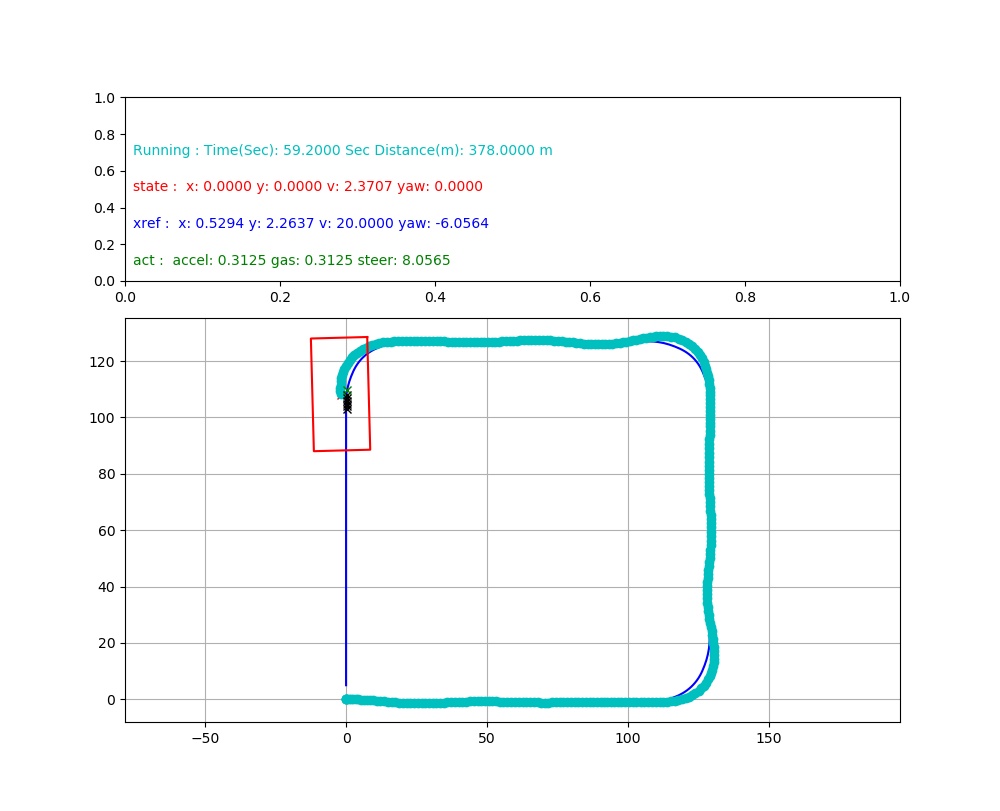 1.0
0.8
0.6
0.4
0.2
0.0
Running : Time(Sec): 59.2000 Sec Distance(m): 378.0000 m
state :  x: 0.0000 y: 0.0000 v: 2.3707 yaw: 0.0000
xref :  x: 0.5294 y: 2.2637 v: 20.0000 yaw: -6.0564
act :  accel: 0.3125 gas: 0.3125 steer: 8.0565
0.0 0.2 0.4 0.6 0.8 1.0
120
100
80
60
40
20
0
−50 0 50 100 150